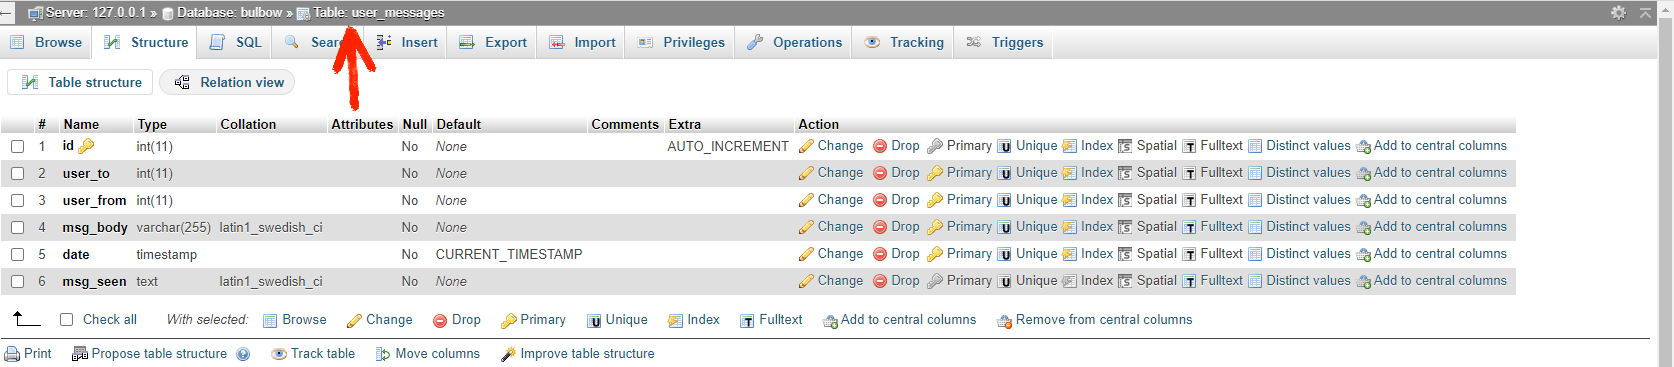 Server: 127.0.0.1 » Database: bulbow » Table: user_messages
Browse Structure SQL Sear Insert Export Import Privileges Operations Tracking Triggers
Table structure Relation view
# Name Type Collation Attributes Null Default Comments Extra Action
1 id int(11) No None AUTO_INCREMENT Change Drop Primary Unique Index Spatial Fulltext Distinct values Add to central columns
2 user_to int(11) No None Change Drop Primary Unique Index Spatial Fulltext Distinct values Add to central columns
3 user_from int(11) No None Change Drop Primary Unique Index Spatial Fulltext Distinct values Add to central columns
4 msg_body varchar(255) latin1_swedish_ci No None Change Drop Primary Unique Index Spatial Fulltext Distinct values Add to central columns
5 date timestamp No CURRENT_TIMESTAMP Change Drop Primary Unique Index Spatial Fulltext Distinct values Add to central columns
6 msg_seen text latin1_swedish_ci No None Change Drop Primary Unique Index Spatial Fulltext Distinct values Add to central columns
Check all With selected: Browse Change Drop Primary Unique Index Fulltext Add to central columns Remove from central columns
Print Propose table structure Track table Move columns Improve table structure